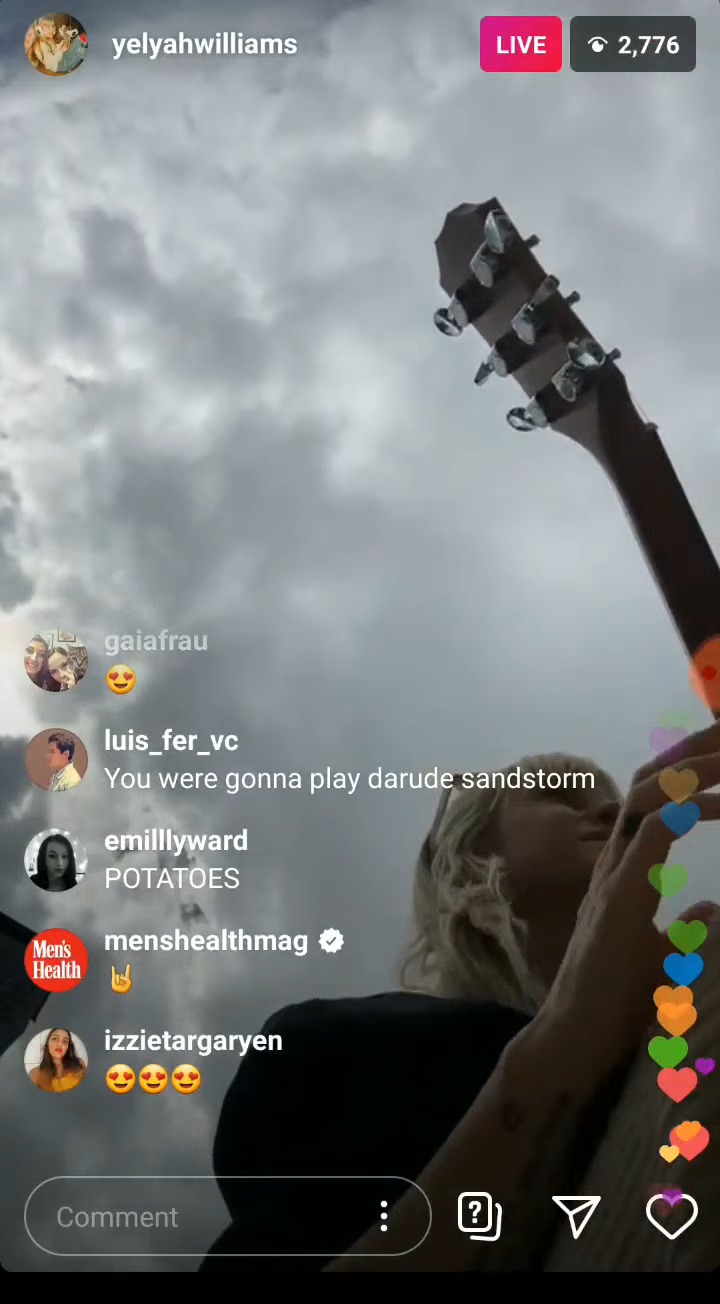 yelyahwilliams
LIVE
2,776
gaiafrau
😍
luis_fer_vc
You were gonna play darude sandstorm
emilllyward
POTATOES
Men's
Health
menshealthmag
🤘
izzietargaryen
😍😍😍
Comment